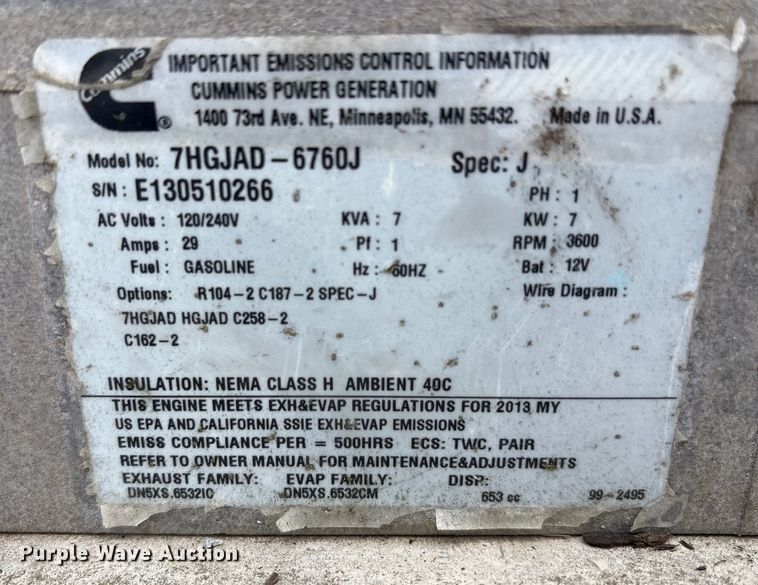 Cummins
IMPORTANT EMISSIONS CONTROL INFORMATION
CUMMINS POWER GENERATION
1400 73rd Ave. NE, Minneapolis, MN 55432. Made in U.S.A.
®
Model No: 7HGJAD-6760J Spec: J
S/N: E130510266 PH: 1
AC Volts: 120/240V KVA: 7 KW: 7
Amps: 29 Pf: 1 RPM: 3600
Fuel: GASOLINE Hz: 60HZ Bat: 12V
Options: R104-2 C187-2 SPEC-J Wire Diagram:
7HGJAD HGJAD C258-2
C162-2
INSULATION: NEMA CLASS H AMBIENT 40C
THIS ENGINE MEETS EXH&EVAP REGULATIONS FOR 2013 MY
US EPA AND CALIFORNIA SSIE EXH&EVAP EMISSIONS
EMISS COMPLIANCE PER = 500HRS ECS: TWC, PAIR
REFER TO OWNER MANUAL FOR MAINTENANCE&ADJUSTMENTS
EXHAUST FAMILY: EVAP FAMILY: DISP:
DN5XS.6532IC DN5XS.6532CM 653 cc 99-2495
Purple Wave Auction